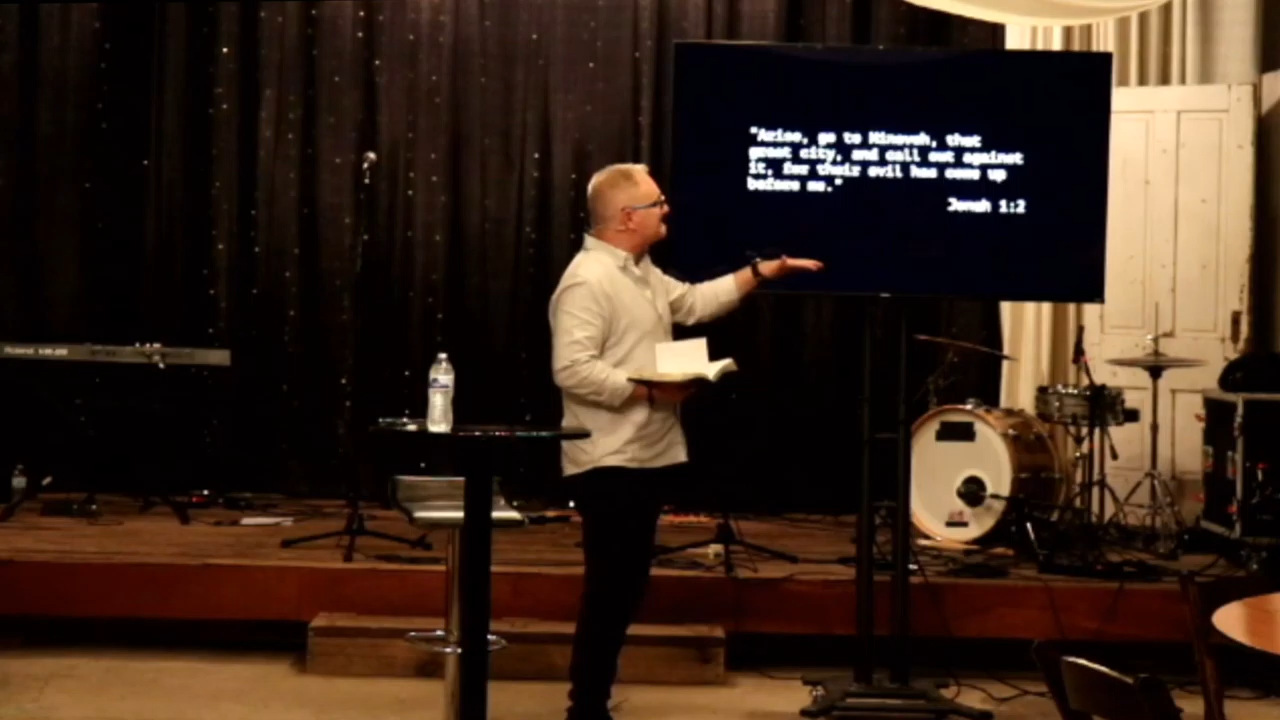 "Arise, go to Nineveh, that
great city, and call out against
it, for their evil has come up
before me."
Jonah 1:2
Roland